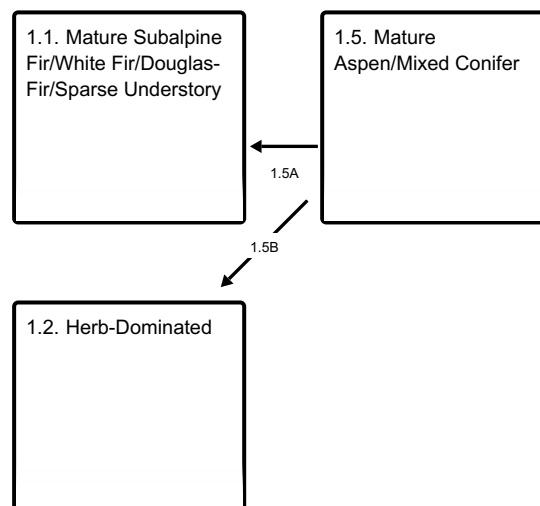 1.1. Mature Subalpine
Fir/White Fir/Douglas-
Fir/Sparse Understory
1.5. Mature
Aspen/Mixed Conifer
1.5A
1.5B
1.2. Herb-Dominated